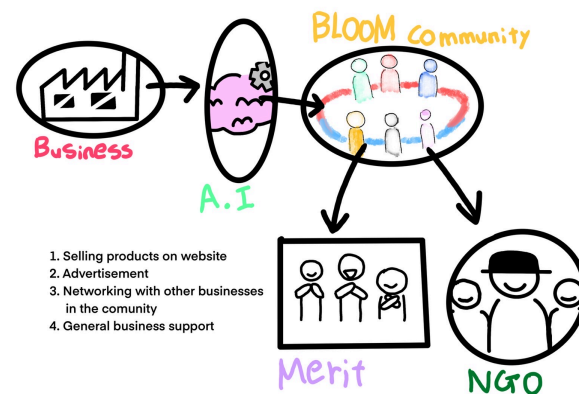 BLOOM community
Business
A.I
1. Selling products on website
2. Advertisement
3. Networking with other businesses
in the comunity
4. General business support
Merit
NGO